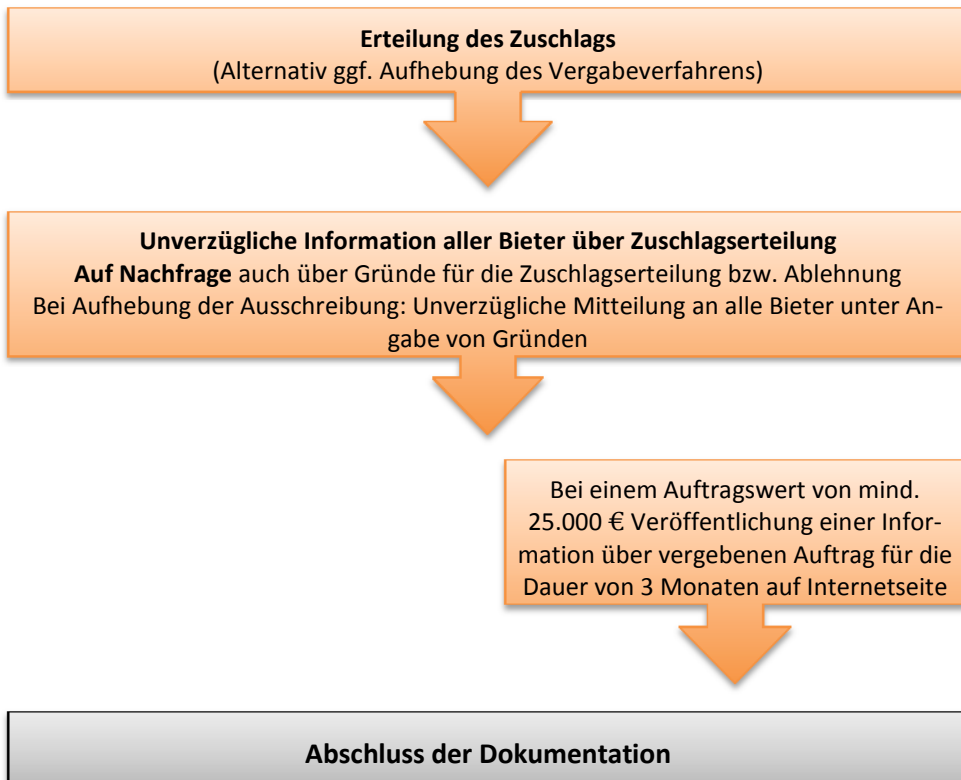 Erteilung des Zuschlags
(Alternativ ggf. Aufhebung des Vergabeverfahrens)
Unverzügliche Information aller Bieter über Zuschlagserteilung
Auf Nachfrage auch über Gründe für die Zuschlagserteilung bzw. Ablehnung
Bei Aufhebung der Ausschreibung: Unverzügliche Mitteilung an alle Bieter unter An-
gabe von Gründen
Bei einem Auftragswert von mind.
25.000 € Veröffentlichung einer Infor-
mation über vergebenen Auftrag für die
Dauer von 3 Monaten auf Internetseite
Abschluss der Dokumentation